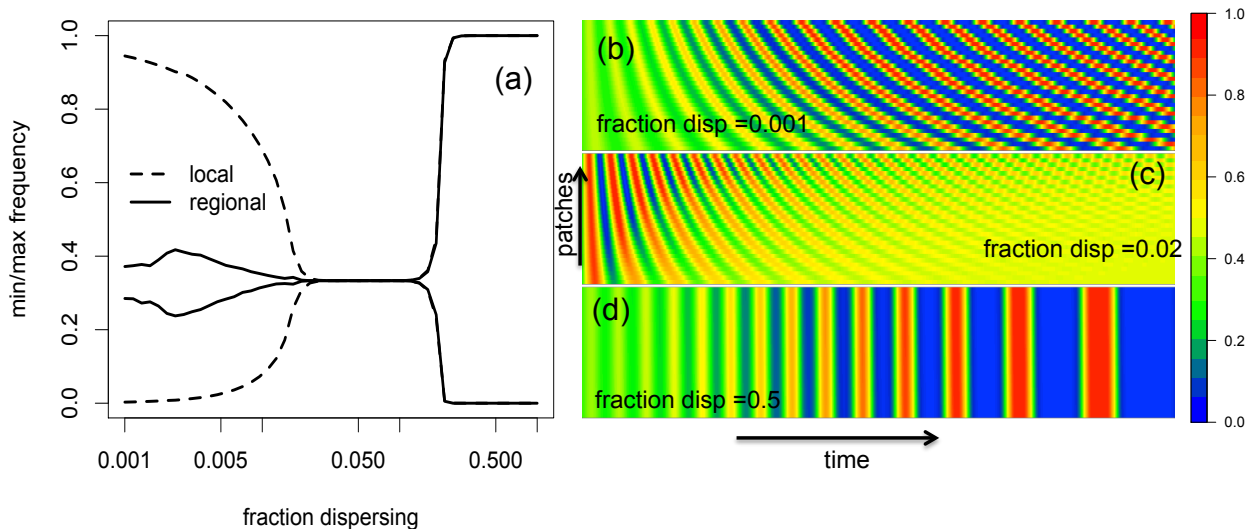 (a)
1.0
0.8
0.6
0.4
0.2
0.0
min/max frequency
local
regional
0.001
0.005
0.050
0.500
fraction dispersing
(b)
fraction disp =0.001
(c)
fraction disp =0.02
patches
(d)
fraction disp =0.5
time
1.0
0.8
0.6
0.4
0.2
0.0